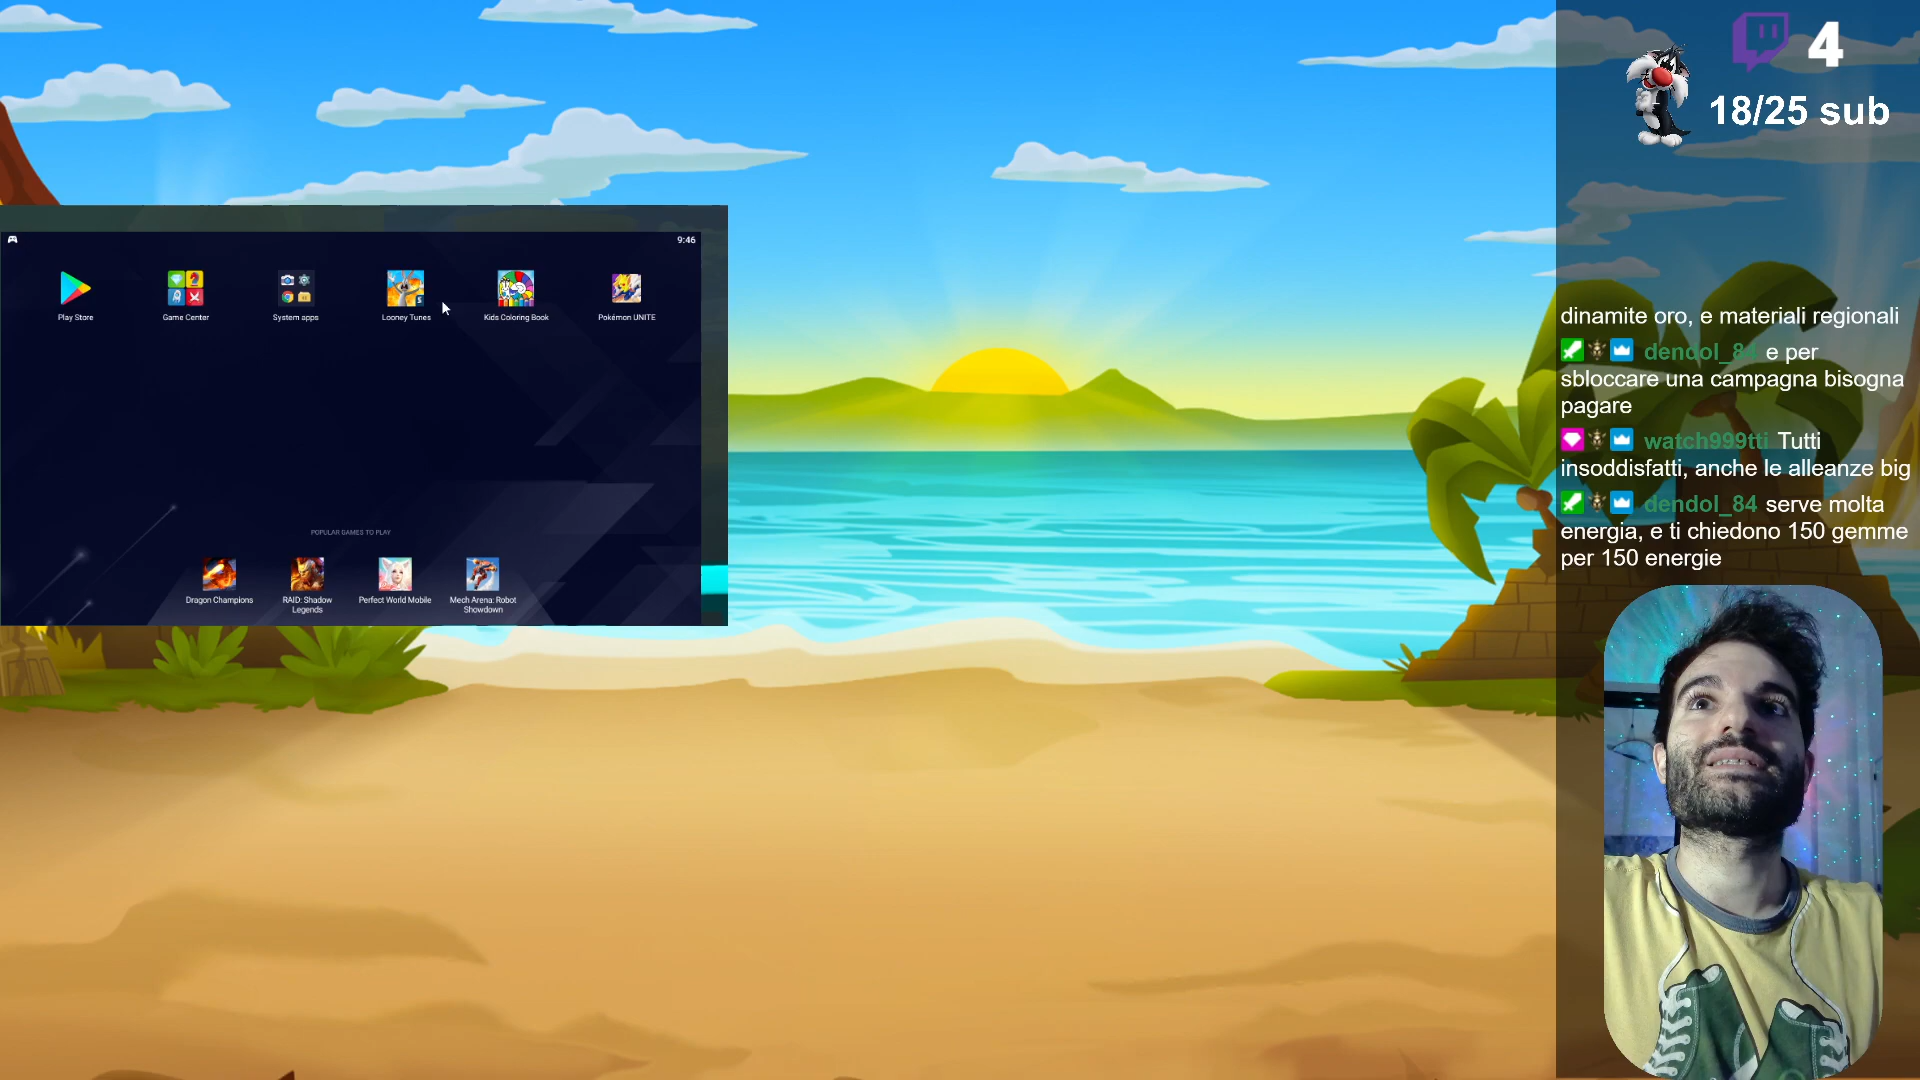 4
18/25 sub
9:46
Play Store
Game Center
System apps
Looney Tunes
Kids Coloring Book
Pokémon UNITE
POPULAR GAMES TO PLAY
Dragon Champions
RAID: Shadow
Legends
Perfect World Mobile
Mech Arena: Robot
Showdown
dinamite oro, e materiali regionali
dendol_84 e per
sbloccare una campagna bisogna
pagare
watch999tti Tutti
insoddisfatti, anche le alleanze big
dendol_84 serve molta
energia, e ti chiedono 150 gemme
per 150 energie